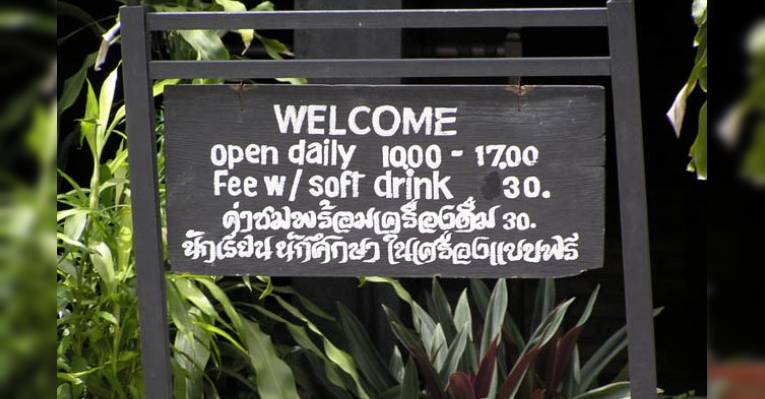 WELCOME
open daily 10.00 - 17.00
Fee w/ soft drink 30.
ค่าชมพร้อมเครื่องดื่ม 30.
นักเรียน นักศึกษา ในเครื่องแบบฟรี